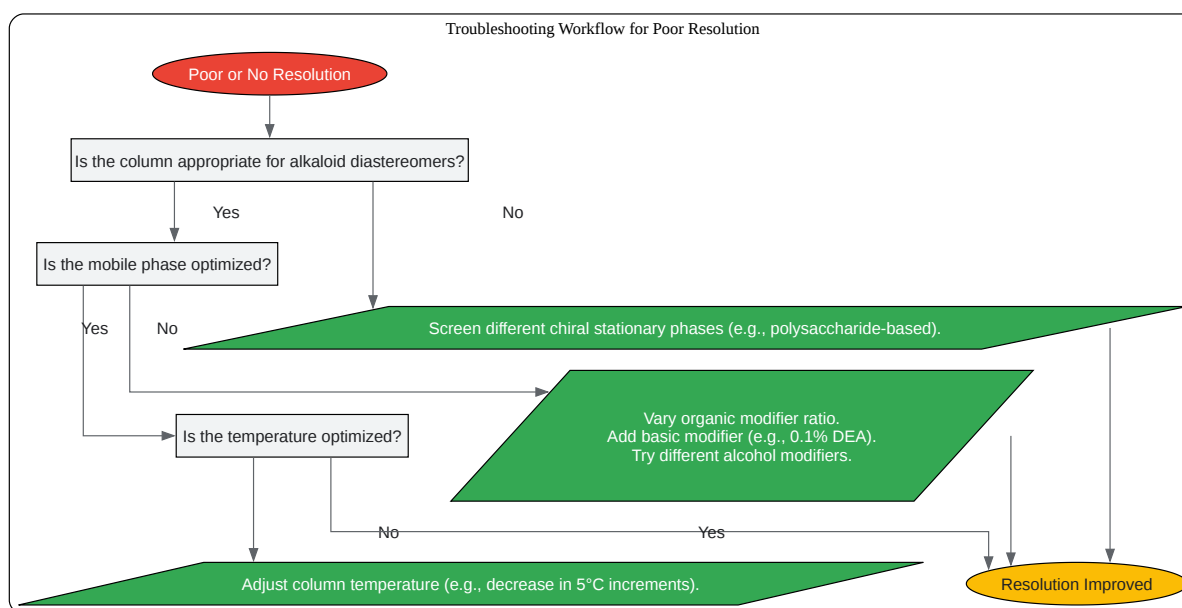 Troubleshooting Workflow for Poor Resolution
Poor or No Resolution
Is the column appropriate for alkaloid diastereomers?
Yes
No
Is the mobile phase optimized?
Yes
No
Screen different chiral stationary phases (e.g., polysaccharide-based).
Vary organic modifier ratio.
Add basic modifier (e.g., 0.1% DEA).
Try different alcohol modifiers.
Is the temperature optimized?
No
Yes
Adjust column temperature (e.g., decrease in 5°C increments).
Resolution Improved